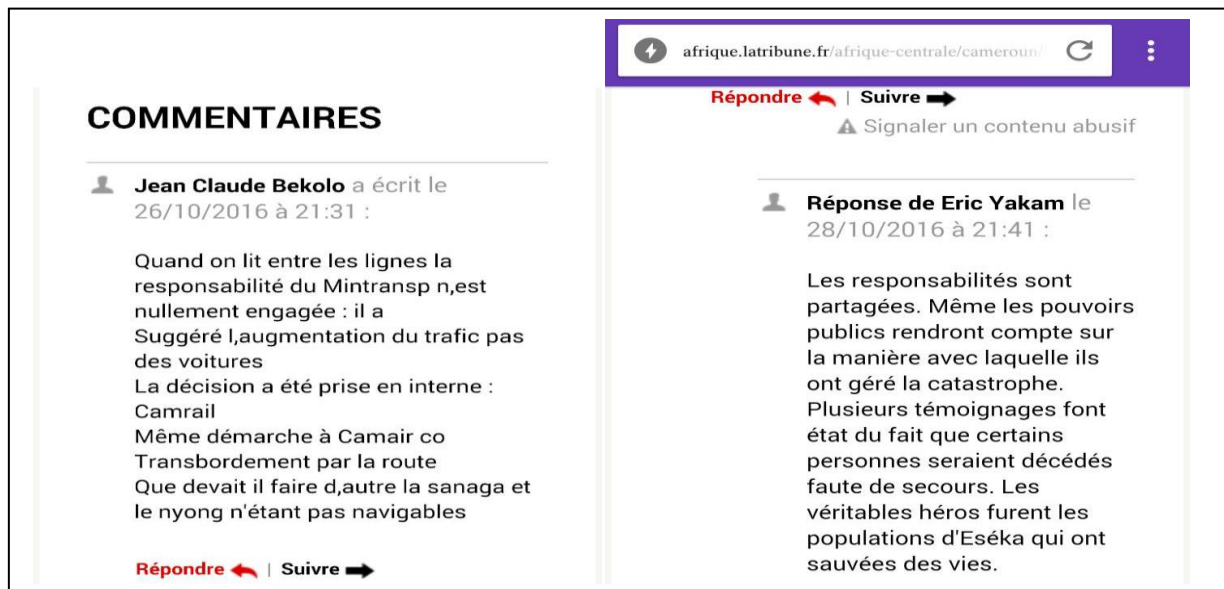 COMMENTAIRES
Jean Claude Bekolo a écrit le
26/10/2016 à 21:31 :
Quand on lit entre les lignes la
responsabilité du Mintransp n,est
nullement engagée : il a
Suggéré l,augmentation du trafic pas
des voitures
La décision a été prise en interne :
Camrail
Même démarche à Camair co
Transbordement par la route
Que devait il faire d,autre la sanaga et
le nyong n'étant pas navigables
Répondre | Suivre
afrique.latribune.fr/afrique-centrale/cameroun/
Répondre | Suivre
Signaler un contenu abusif
Réponse de Eric Yakam le
28/10/2016 à 21:41 :
Les responsabilités sont
partagées. Même les pouvoirs
publics rendront compte sur
la manière avec laquelle ils
ont géré la catastrophe.
Plusieurs témoignages font
état du fait que certains
personnes seraient décédés
faute de secours. Les
véritables héros furent les
populations d'Eséka qui ont
sauvées des vies.